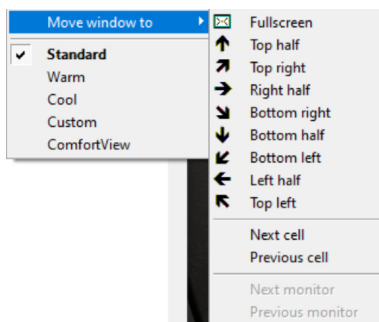 Move window to
Standard
Warm
Cool
Custom
ComfortView
Fullscreen
Top half
Top right
Right half
Bottom right
Bottom half
Bottom left
Left half
Top left
Next cell
Previous cell
Next monitor
Previous monitor